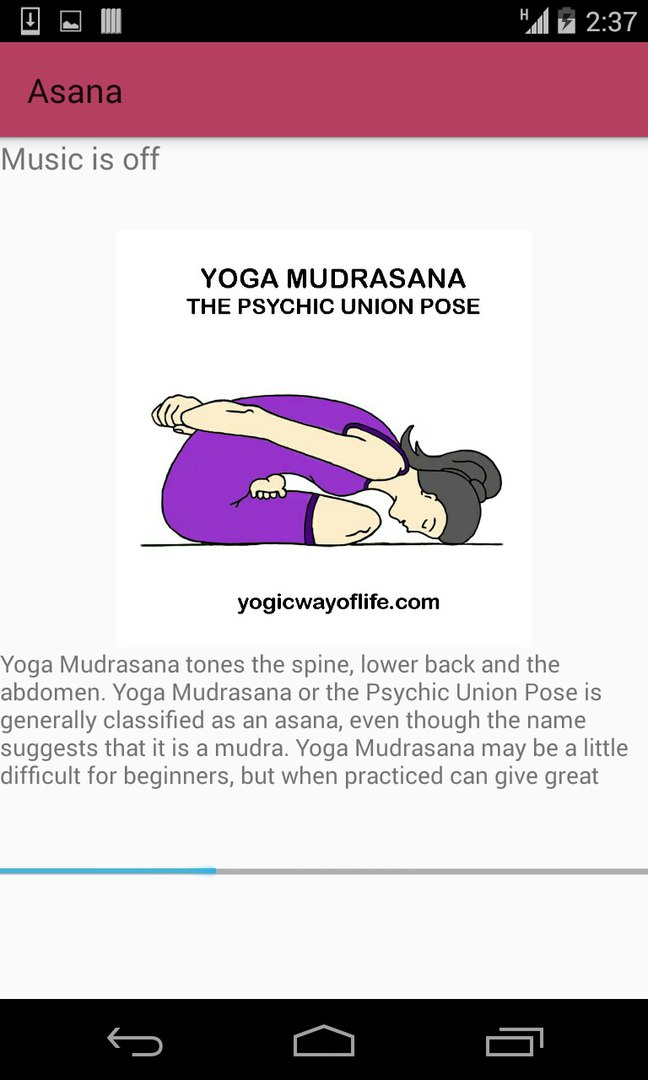 H 2:37
Asana
Music is off
YOGA MUDRASANA
THE PSYCHIC UNION POSE
yogicwayoflife.com
Yoga Mudrasana tones the spine, lower back and the
abdomen. Yoga Mudrasana or the Psychic Union Pose is
generally classified as an asana, even though the name
suggests that it is a mudra. Yoga Mudrasana may be a little
difficult for beginners, but when practiced can give great